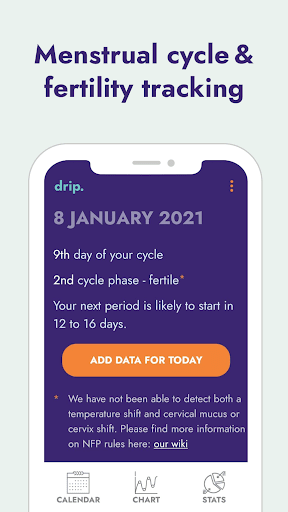 Menstrual cycle &
fertility tracking
drip.
8 JANUARY 2021
9th day of your cycle
2nd cycle phase - fertile*
Your next period is likely to start in
12 to 16 days.
ADD DATA FOR TODAY
* We have not been able to detect both a
temperature shift and cervical mucus or
cervix shift. Please find more information
on NFP rules here: our wiki
CALENDAR
CHART
STATS